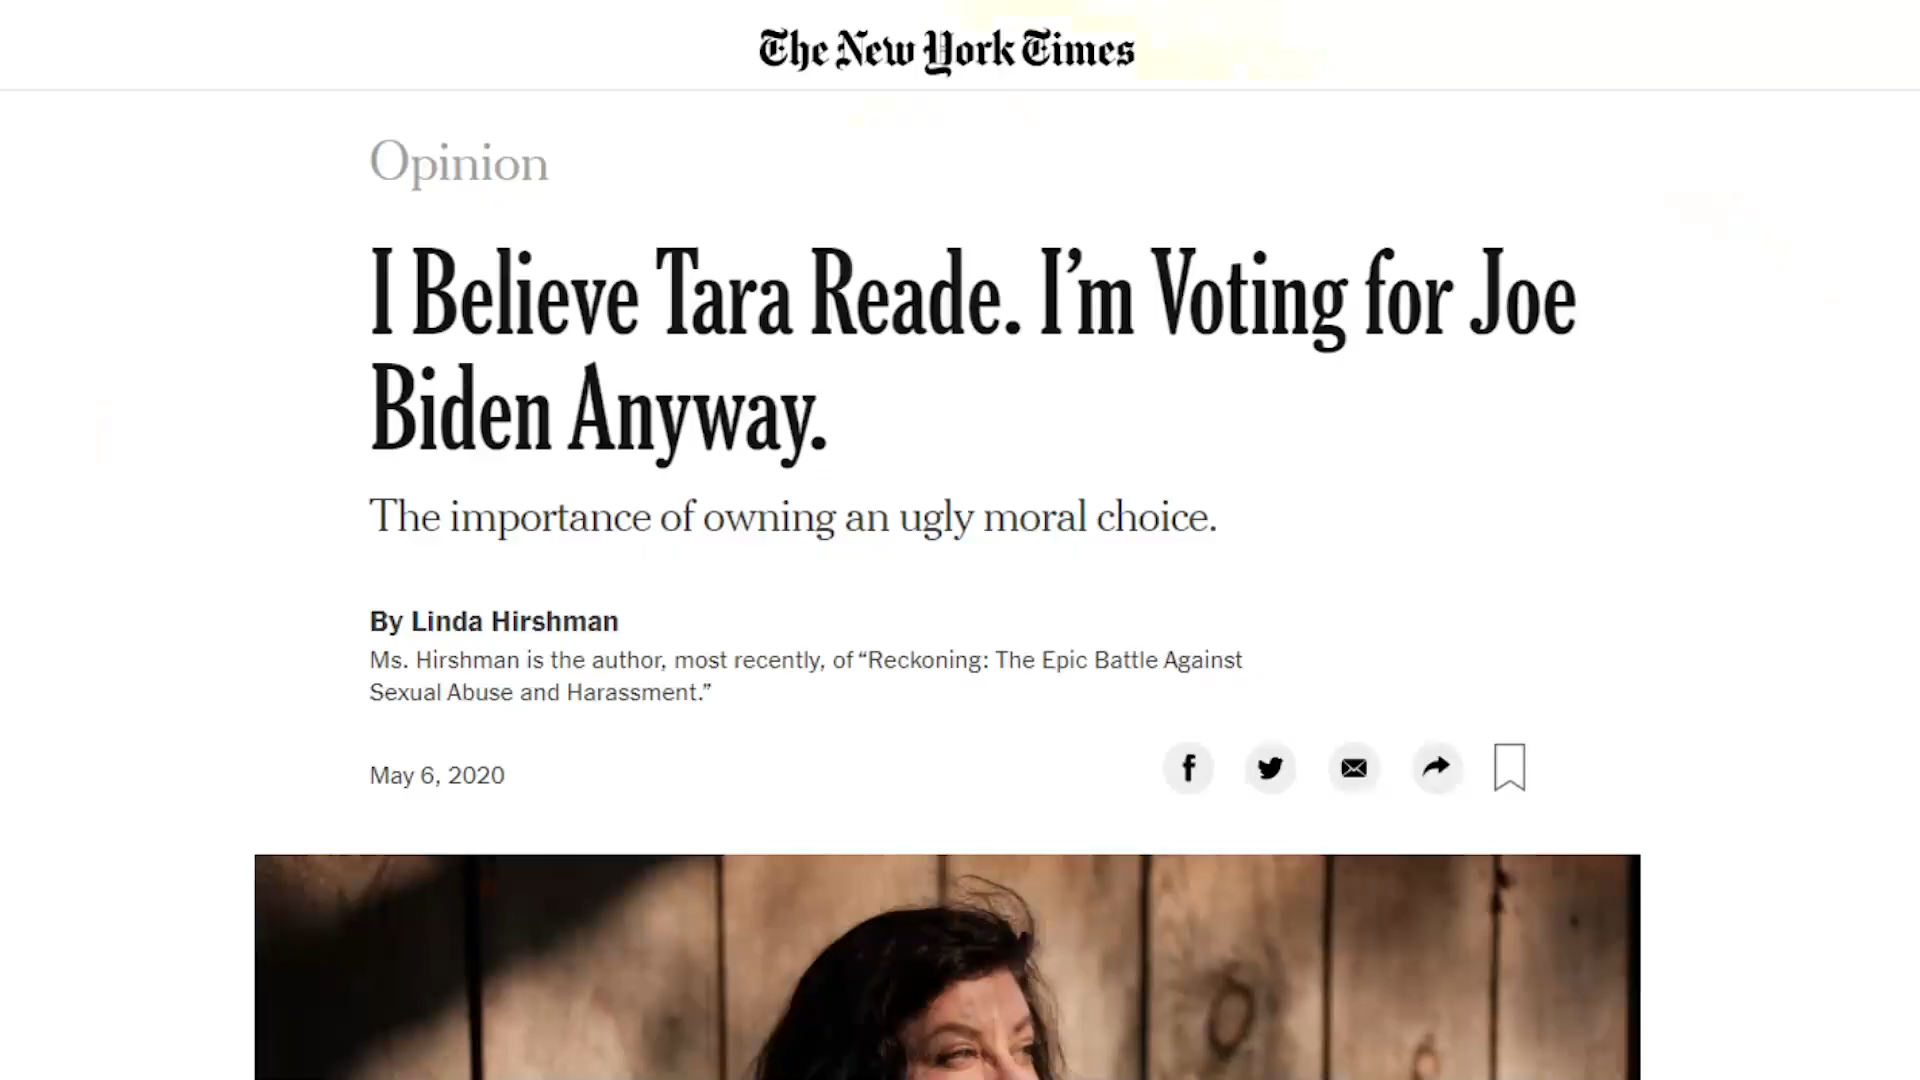 The New York Times
Opinion
I Believe Tara Reade. I’m Voting for Joe
Biden Anyway.
The importance of owning an ugly moral choice.
By Linda Hirshman
Ms. Hirshman is the author, most recently, of “Reckoning: The Epic Battle Against
Sexual Abuse and Harassment.”
May 6, 2020